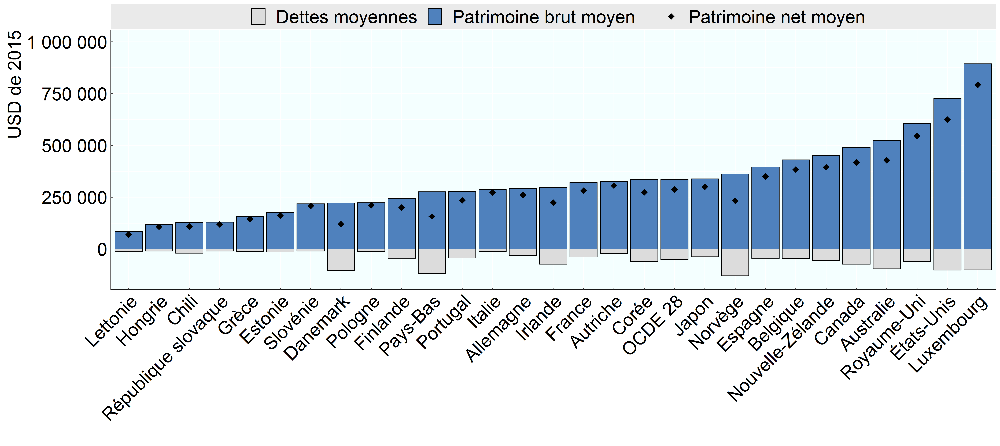 Dettes moyennes
Patrimoine brut moyen
Patrimoine net moyen
USD de 2015
1 000 000
750 000
500 000
250 000
0
Lettonie
Hongrie
Chili
République slovaque
Grèce
Estonie
Slovénie
Danemark
Pologne
Finlande
Pays-Bas
Portugal
Italie
Allemagne
Irlande
France
Autriche
Corée
OCDE 28
Japon
Norvège
Espagne
Belgique
Nouvelle-Zélande
Canada
Australie
Royaume-Uni
États-Unis
Luxembourg